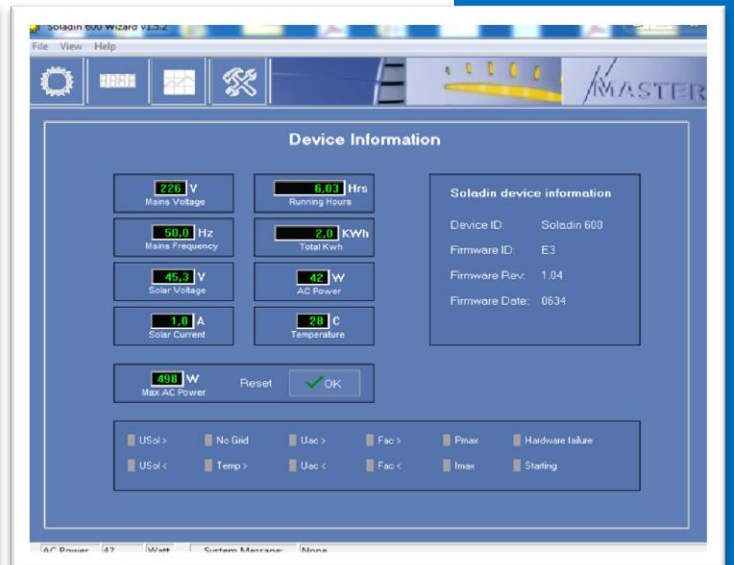 Soladin 600 Wizard v1.5.2
File View Help
MASTER
Device Information
226 V
Mains Voltage
6,03 Hrs
Running Hours
50,0 Hz
Mains Frequency
2,0 KWh
Total Kwh
45,3 V
Solar Voltage
42 W
AC Power
1,0 A
Solar Current
28 C
Temperature
498 W
Max AC Power
Reset
OK
Soladin device information
Device ID: Soladin 600
Firmware ID: E3
Firmware Rev: 1.04
Firmware Date: 0634
USol > No Grid Uac > Fac > Pmax Hardware failure
USol < Temp > Uac < Fac < Imax Starting
AC Power 42 Watt System Message: None